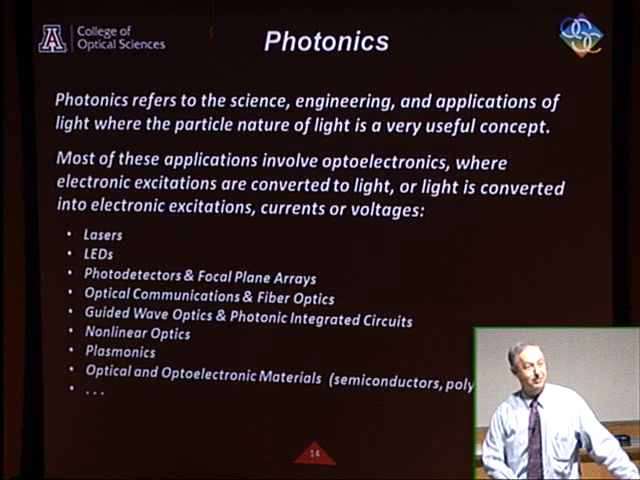 College of
Optical Sciences
Photonics
Photonics refers to the science, engineering, and applications of
light where the particle nature of light is a very useful concept.
Most of these applications involve optoelectronics, where
electronic excitations are converted to light, or light is converted
into electronic excitations, currents or voltages:
• Lasers
• LEDs
• Photodetectors & Focal Plane Arrays
• Optical Communications & Fiber Optics
• Guided Wave Optics & Photonic Integrated Circuits
• Nonlinear Optics
• Plasmonics
• Optical and Optoelectronic Materials (semiconductors, poly
• . . .
14